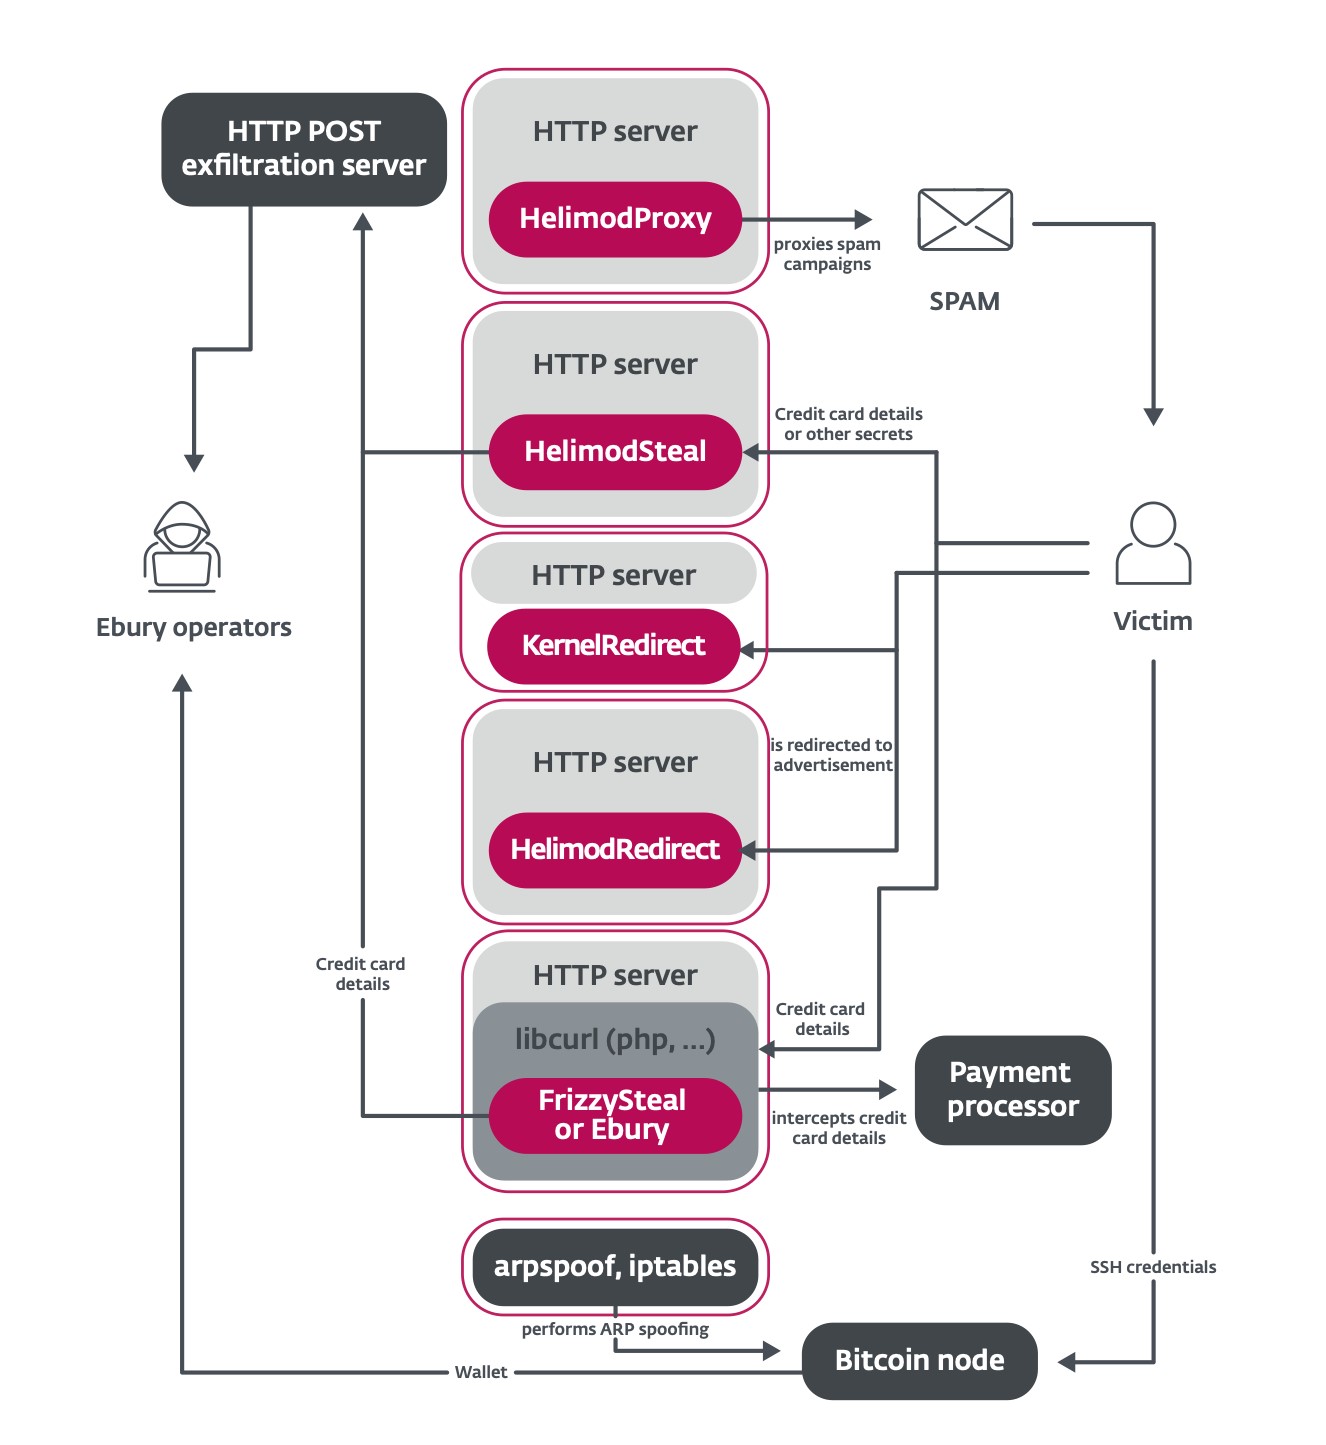 HTTP POST
exfiltration server
HTTP server
HelimodProxy
proxies spam
campaigns
SPAM
HTTP server
HelimodSteal
Credit card details
or other secrets
HTTP server
KernelRedirect
Ebury operators
Victim
HTTP server
is redirected to
advertisement
HelimodRedirect
Credit card
details
HTTP server
libcurl (php, ...)
FrizzySteal
or Ebury
Credit card
details
intercepts credit
card details
Payment
processor
arpspoof, iptables
performs ARP spoofing
SSH credentials
Bitcoin node
Wallet